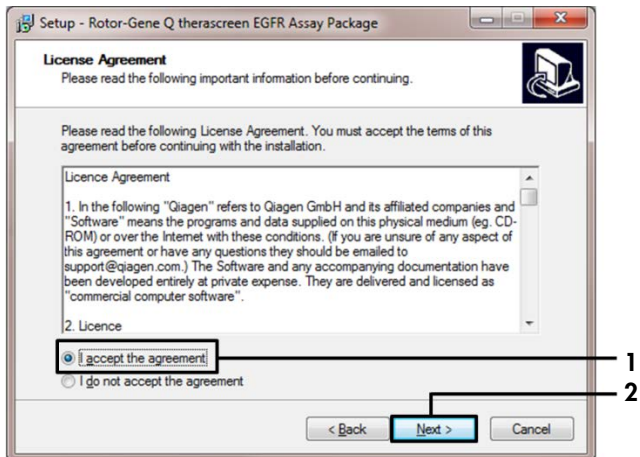 Setup - Rotor-Gene Q therascreen EGFR Assay Package
License Agreement
Please read the following important information before continuing.
Please read the following License Agreement. You must accept the terms of this
agreement before continuing with the installation.
Licence Agreement
1. In the following "Qiagen" refers to Qiagen GmbH and its affiliated companies and
"Software" means the programs and data supplied on this physical medium (eg. CD-
ROM) or over the Internet with these conditions. (If you are unsure of any aspect of
this agreement or have any questions they should be emailed to
support@qiagen.com.) The Software and any accompanying documentation have
been developed entirely at private expense. They are delivered and licensed as
"commercial computer software".
2. Licence
I accept the agreement
1
I do not accept the agreement
2
< Back
Next >
Cancel